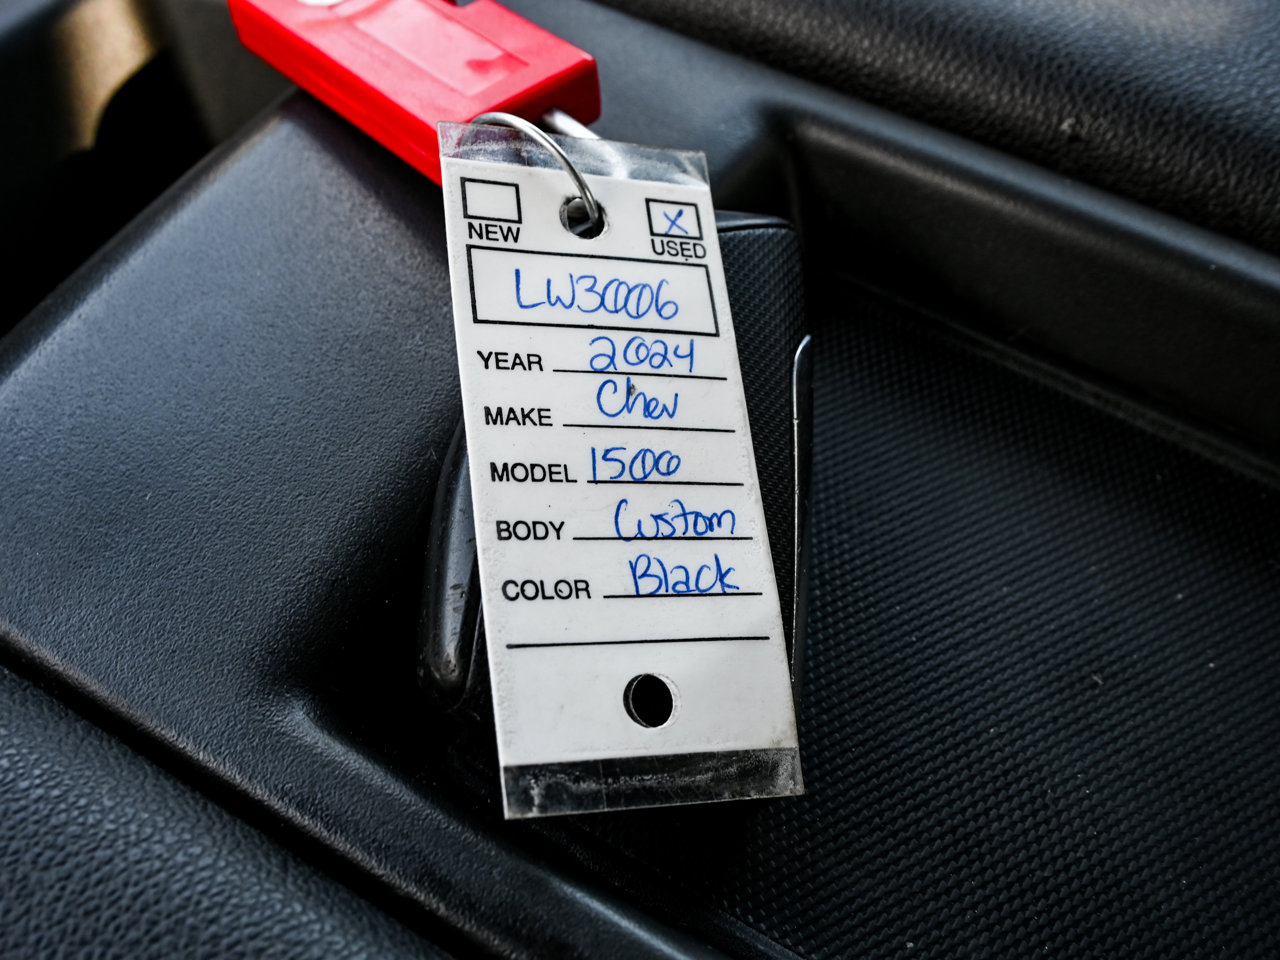 X
NEW USED
LW3006
YEAR 2024
MAKE Chev
MODEL 1500
BODY Custom
COLOR Black